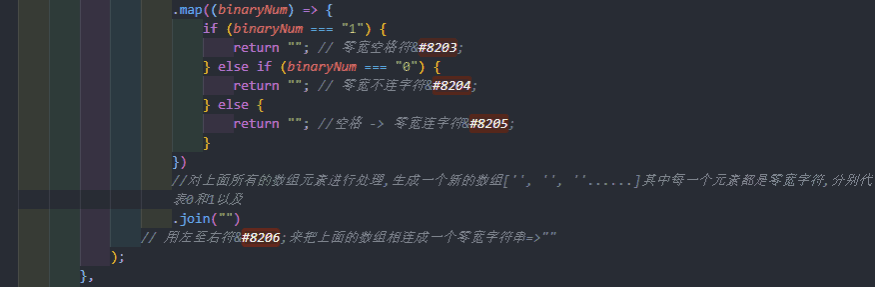 .map((binaryNum) => {
if (binaryNum === "1") {
return ""; // 零宽空格符&#8203;
} else if (binaryNum === "0") {
return ""; // 零宽不连字符&#8204;
} else {
return ""; //空格 -> 零宽连字符&#8205;
}
})
//对上面所有的数组元素进行处理,生成一个新的数组['', '', ''......]其中每一个元素都是零宽字符,分别代
表0和1以及
.join("")
// 用左至右符&#8206;来把上面的数组相连成一个零宽字符串=>""
);
},